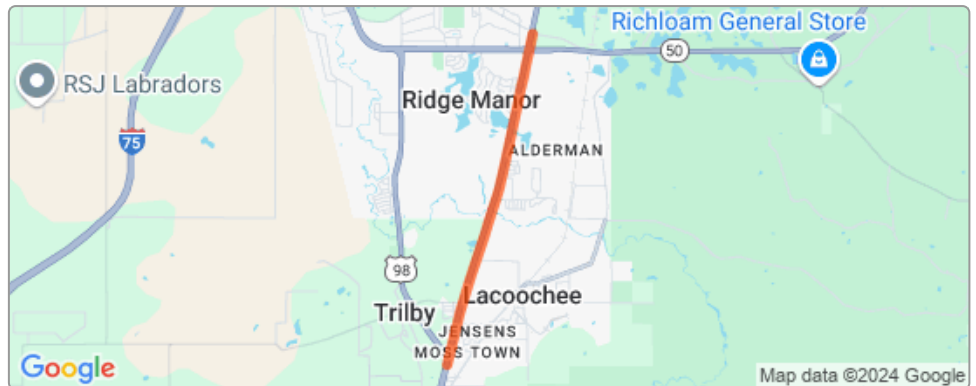 Richloam General Store
50
RSJ Labradors
Ridge Manor
75
ALDERMAN
98
Lacoochee
Trilby
JENSENS
MOSS TOWN
Google
Map data ©2024 Google